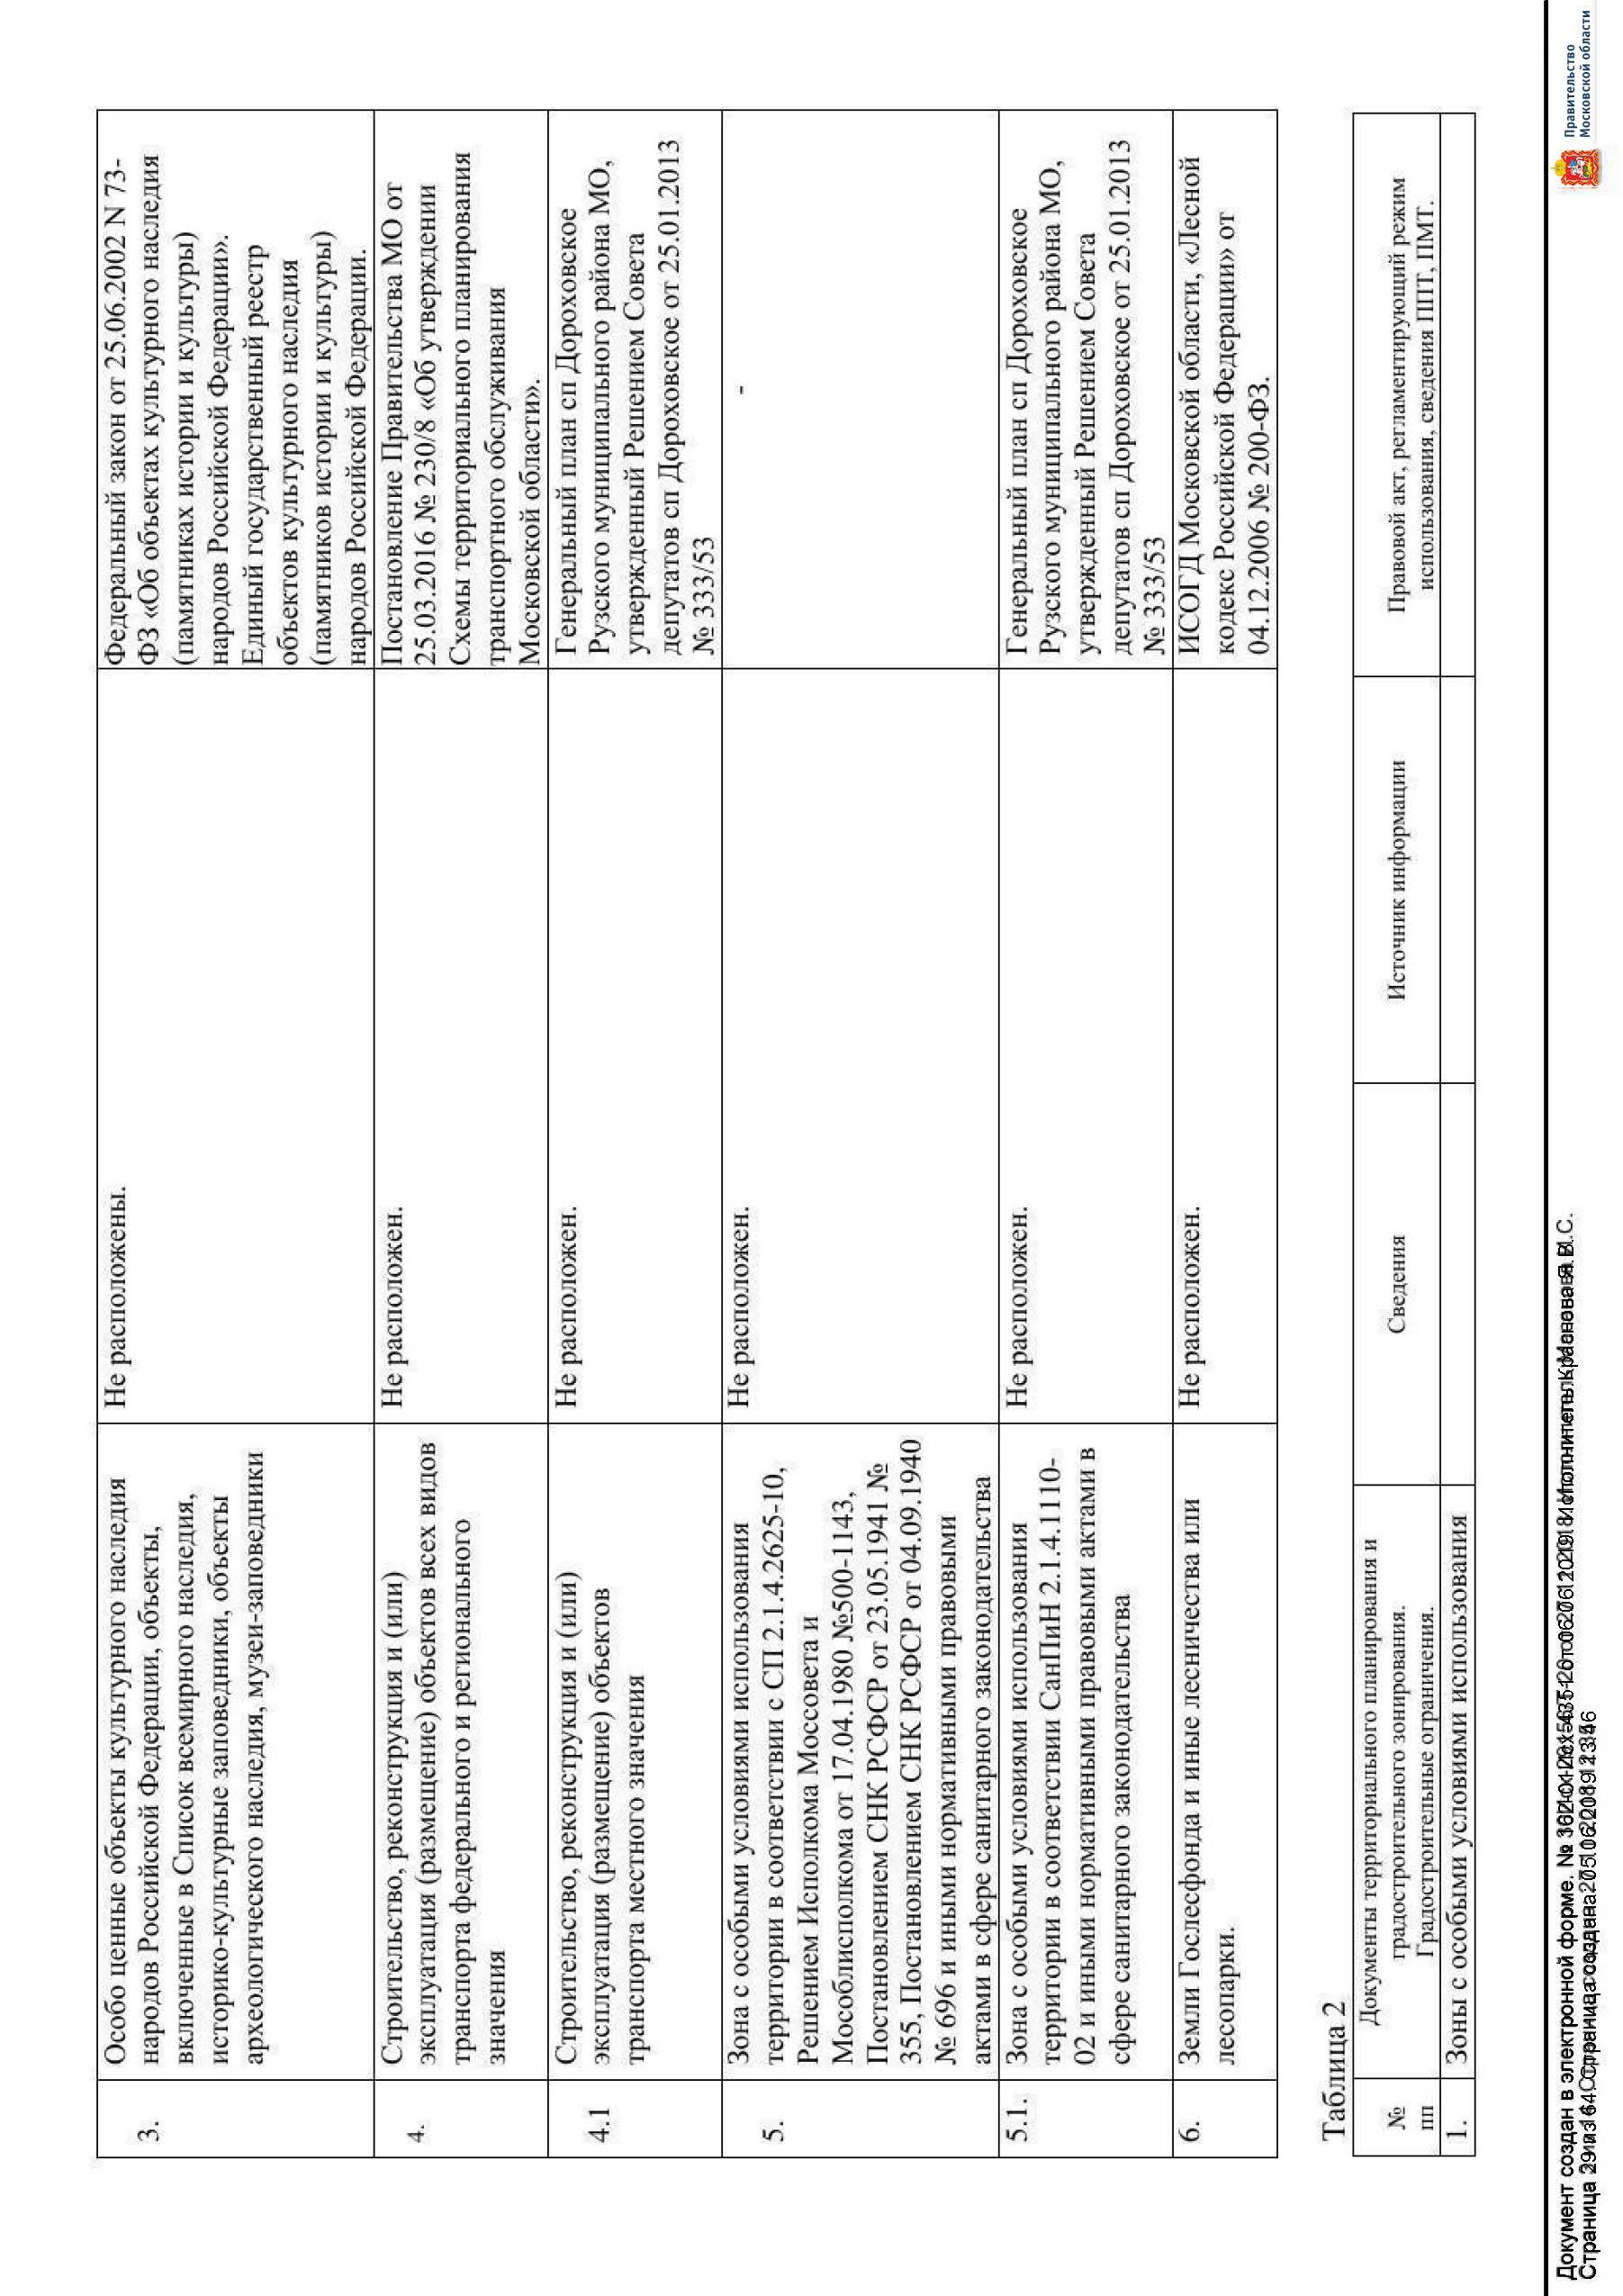 3.
Особо ценные объекты культурного наследия
народов Российской Федерации, объекты,
включенные в Список всемирного наследия,
историко-культурные заповедники, объекты
археологического наследия, музеи-заповедники
Не расположены.
Федеральный закон от 25.06.2002 N 73-
ФЗ «Об объектах культурного наследия
(памятниках истории и культуры)
народов Российской Федерации».
Единый государственный реестр
объектов культурного наследия
(памятников истории и культуры)
народов Российской Федерации.
4.
Строительство, реконструкция и (или)
эксплуатация (размещение) объектов всех видов
транспорта федерального и регионального
значения
Не расположен.
Постановление Правительства МО от
25.03.2016 № 230/8 «Об утверждении
Схемы территориального планирования
транспортного обслуживания
Московской области».
4.1
Строительство, реконструкция и (или)
эксплуатация (размещение) объектов
транспорта местного значения
Не расположен.
Генеральный план сп Дороховское
Рузского муниципального района МО,
утвержденный Решением Совета
депутатов сп Дороховское от 25.01.2013
№ 333/53
5.
Зона с особыми условиями использования
территории в соответствии с СП 2.1.4.2625-10,
Решением Исполкома Моссовета и
Мособлисполкома от 17.04.1980 №500-1143,
Постановлением СНК РСФСР от 23.05.1941 №
355, Постановлением СНК РСФСР от 04.09.1940
№ 696 и иными нормативными правовыми
актами в сфере санитарного законодательства
Не расположен.
-
5.1.
Зона с особыми условиями использования
территории в соответствии СанПиН 2.1.4.1110-
02 и иными нормативными правовыми актами в
сфере санитарного законодательства
Не расположен.
Генеральный план сп Дороховское
Рузского муниципального района МО,
утвержденный Решением Совета
депутатов сп Дороховское от 25.01.2013
№ 333/53
6.
Земли Гослесфонда и иные лесничества или
лесопарки.
Не расположен.
ИСОГД Московской области, «Лесной
кодекс Российской Федерации» от
04.12.2006 № 200-ФЗ.
Таблица 2
№
пп
Документы территориального планирования и
градостроительного зонирования.
Градостроительные ограничения.
Сведения
Источник информации
Правовой акт, регламентирующий режим
использования, сведения ППТ, ПМТ.
1.
Зоны с особыми условиями использования
Документ создан в электронной форме. №
Страница
Правительство
Московской области